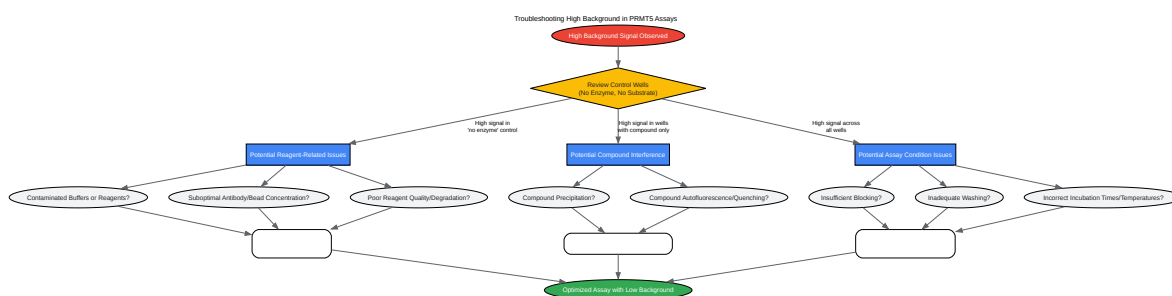 Troubleshooting High Background in PRMT5 Assays
High Background Signal Observed
Review Control Wells
(No Enzyme, No Substrate)
High signal in
'no-enzyme' control
High signal in wells
with compound only
High signal across
all wells
Potential Reagent-Related Issues
Potential Compound Interference
Potential Assay Condition Issues
Contaminated Buffers or Reagents?
Suboptimal Antibody/Bead Concentration?
Poor Reagent Quality/Degradation?
Compound Precipitation?
Compound Autofluorescence/Quenching?
Insufficient Blocking?
Inadequate Washing?
Incorrect Incubation Times/Temperatures?
Optimized Assay with Low Background